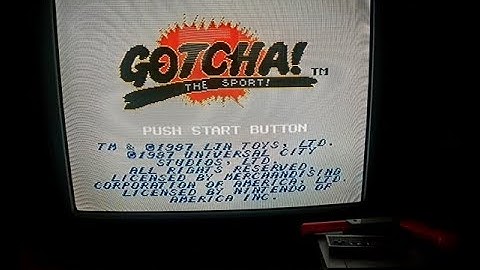 GOTCHA! TM
THE SPORT!
PUSH START BUTTON
TM & ©1987 LJN TOYS, LTD.
©1987 UNIVERSAL CITY
STUDIOS, LTD
ALL RIGHTS RESERVED
LICENSED BY MERCHANDISING
CORPORATION OF AMERICA, LTD.
LICENSED BY NINTENDO OF
AMERICA INC.